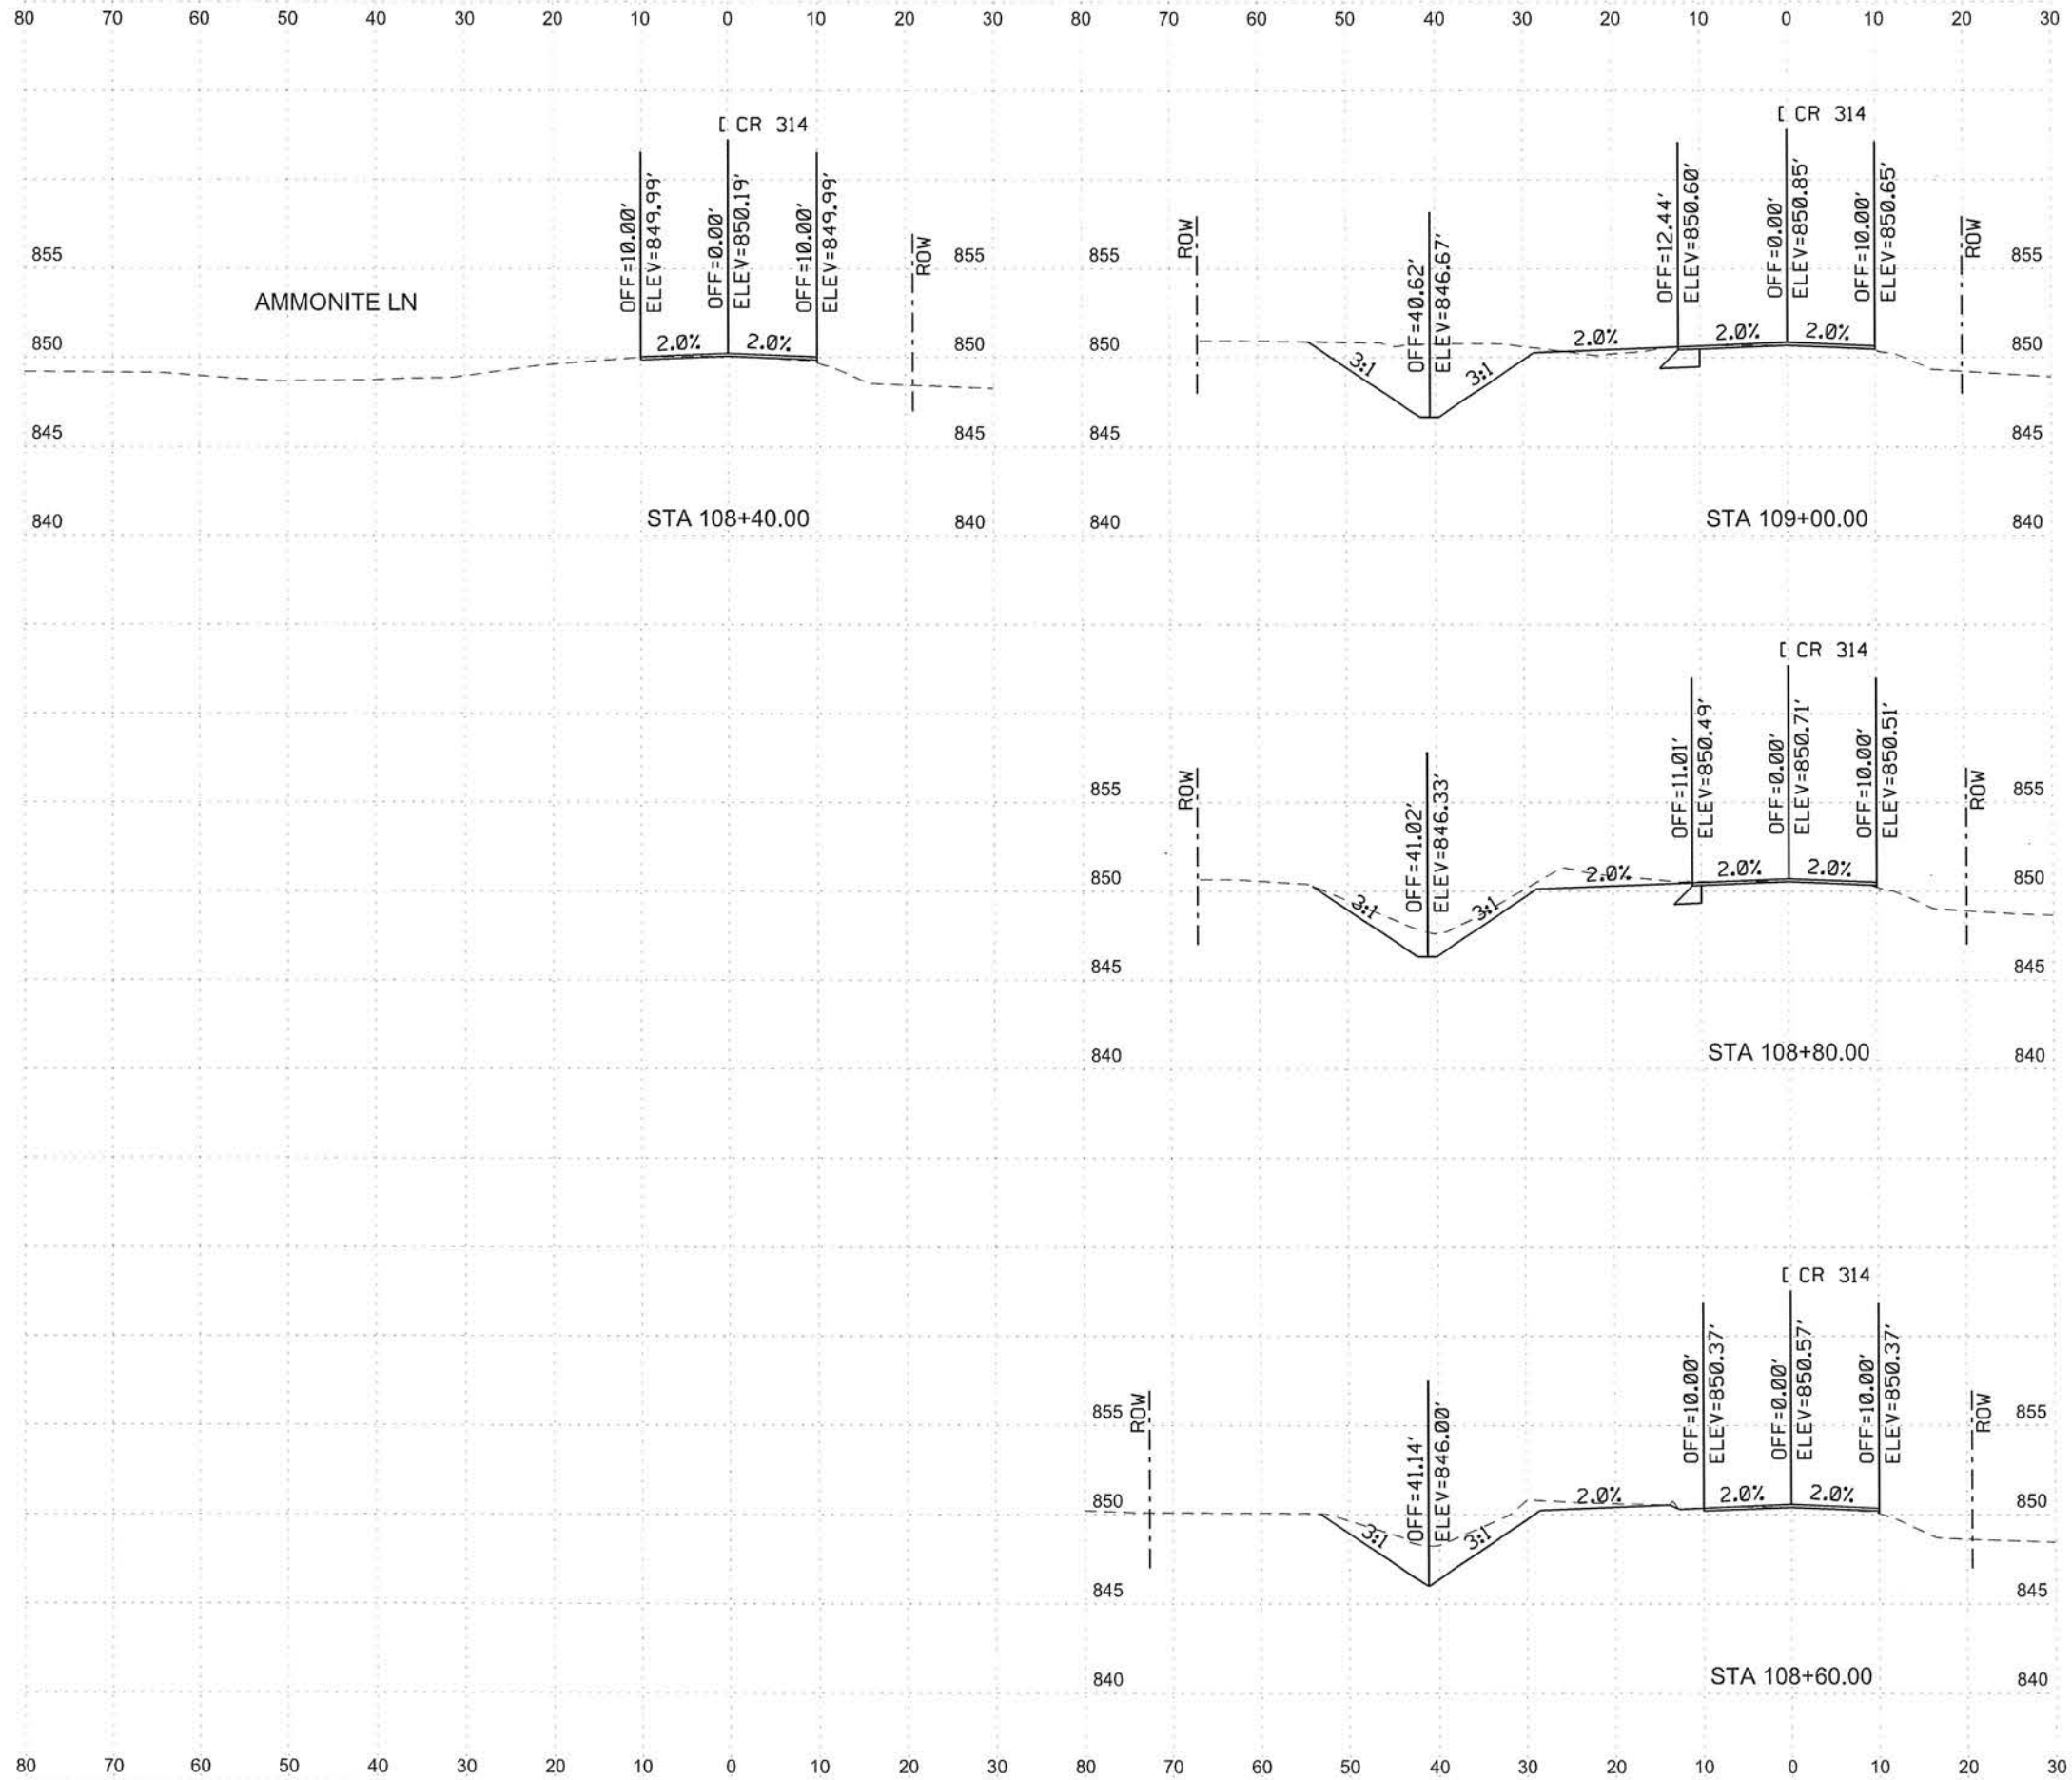 80 70 60 50 40 30 20 10 0 10 20 30 80 70 60 50 40 30 20 10 0 10 20 30
CR 314
OFF=10.00'
ELEV=849.99'
OFF=0.00'
ELEV=850.19'
OFF=10.00'
ELEV=849.99'
ROW
855
855
AMMONITE LN
850
2.0%
2.0%
850
845
845
840
STA 108+40.00
840
CR 314
ROW
OFF=40.62'
ELEV=846.67'
OFF=12.44'
ELEV=850.60'
OFF=0.00'
ELEV=850.85'
OFF=10.00'
ELEV=850.65'
ROW
855
855
850
3:1
3:1
2.0%
2.0%
2.0%
850
845
845
840
STA 109+00.00
840
CR 314
ROW
OFF=41.02'
ELEV=846.33'
OFF=11.01'
ELEV=850.49'
OFF=0.00'
ELEV=850.71'
OFF=10.00'
ELEV=850.51'
ROW
855
855
850
3:1
3:1
2.0%
2.0%
2.0%
850
845
845
840
STA 108+80.00
840
CR 314
ROW
OFF=41.14'
ELEV=846.00'
OFF=10.00'
ELEV=850.37'
OFF=0.00'
ELEV=850.57'
OFF=10.00'
ELEV=850.37'
ROW
855
855
850
3:1
3:1
2.0%
2.0%
2.0%
850
845
845
840
STA 108+60.00
840
80 70 60 50 40 30 20 10 0 10 20 30 80 70 60 50 40 30 20 10 0 10 20 30